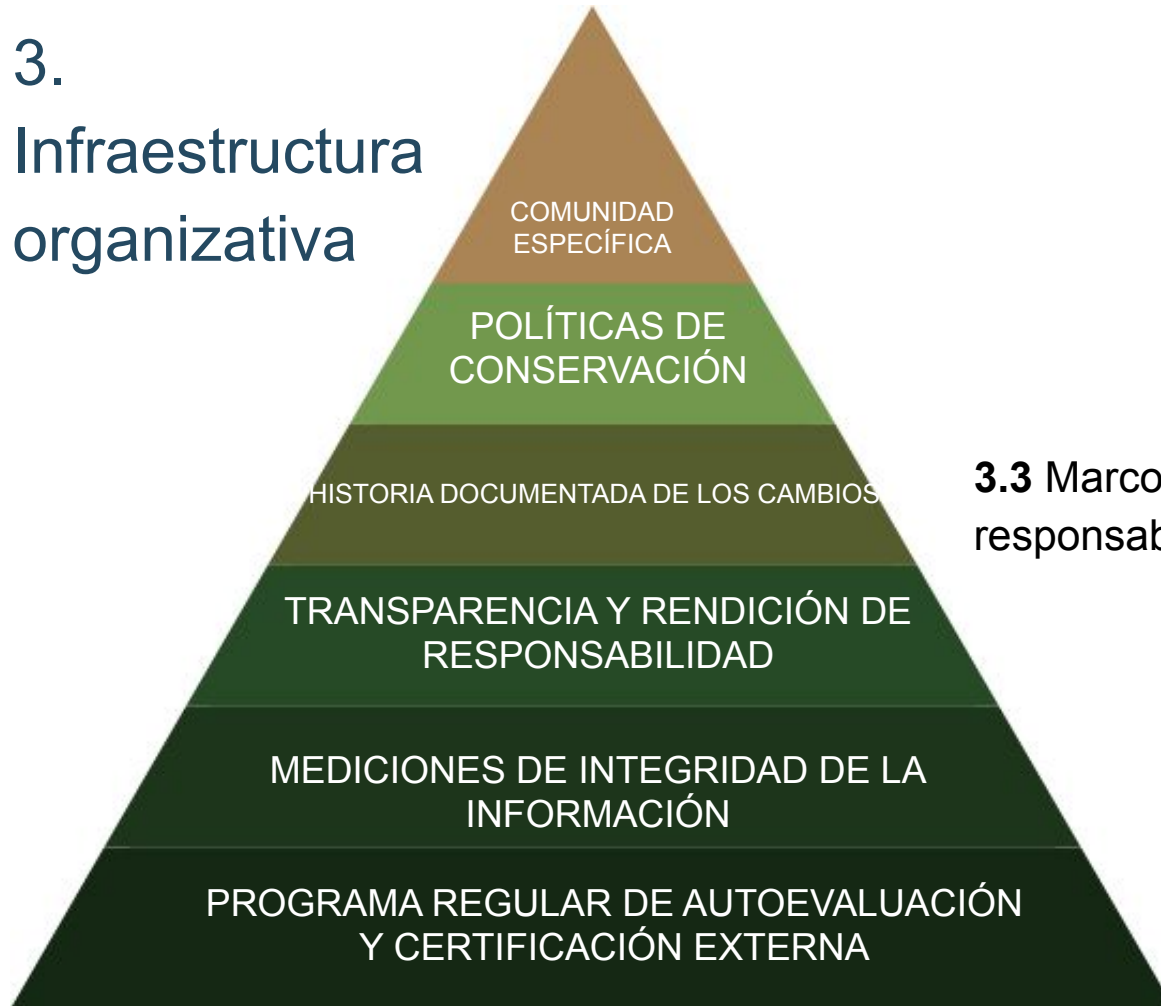 3.
Infraestructura
organizativa
COMUNIDAD
ESPECÍFICA
POLÍTICAS DE
CONSERVACIÓN
HISTORIA DOCUMENTADA DE LOS CAMBIOS
3.3 Marco
TRANSPARENCIA Y RENDICIÓN DE
RESPONSABILIDAD
MEDICIONES DE INTEGRIDAD DE LA
INFORMACIÓN
PROGRAMA REGULAR DE AUTOEVALUACIÓN
Y CERTIFICACIÓN EXTERNA